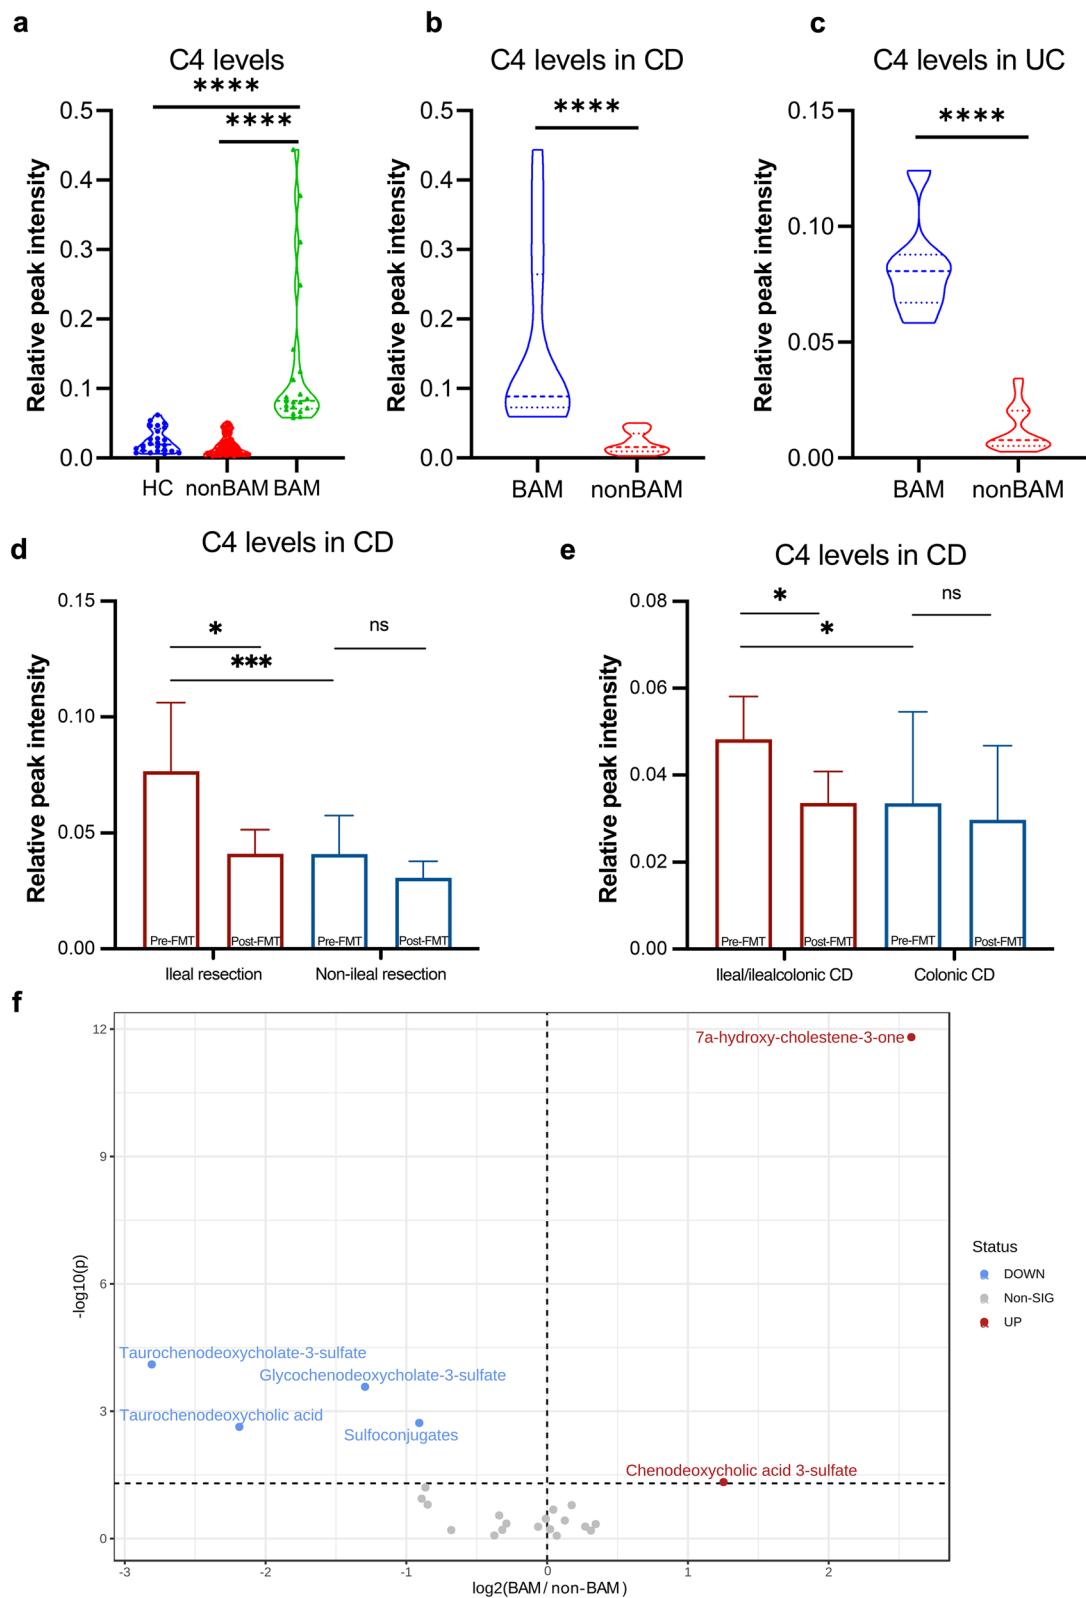 a
C4 levels
****
****
Relative peak intensity
0.5
0.4
0.3
0.2
0.1
0.0
HC nonBAM BAM
b
C4 levels in CD
****
Relative peak intensity
0.5
0.4
0.3
0.2
0.1
0.0
BAM nonBAM
c
C4 levels in UC
****
Relative peak intensity
0.15
0.10
0.05
0.00
BAM nonBAM
d
C4 levels in CD
* ns
***
Relative peak intensity
0.15
0.10
0.05
0.00
Pre-FMT Post-FMT Pre-FMT Post-FMT
Ileal resection Non-ileal resection
e
C4 levels in CD
* ns
*
Relative peak intensity
0.08
0.06
0.04
0.02
0.00
Pre-FMT Post-FMT Pre-FMT Post-FMT
Ileal/ilealcolonic CD Colonic CD
f
-log10(p)
12
9
6
3
0
7a-hydroxy-cholestene-3-one
Taurochenodeoxycholate-3-sulfate
Glycochenodeoxycholate-3-sulfate
Taurochenodeoxycholic acid
Sulfoconjugates
Chenodeoxycholic acid 3-sulfate
-3 -2 -1 0 1 2
log2(BAM/ non-BAM)
Status
DOWN
Non-SIG
UP